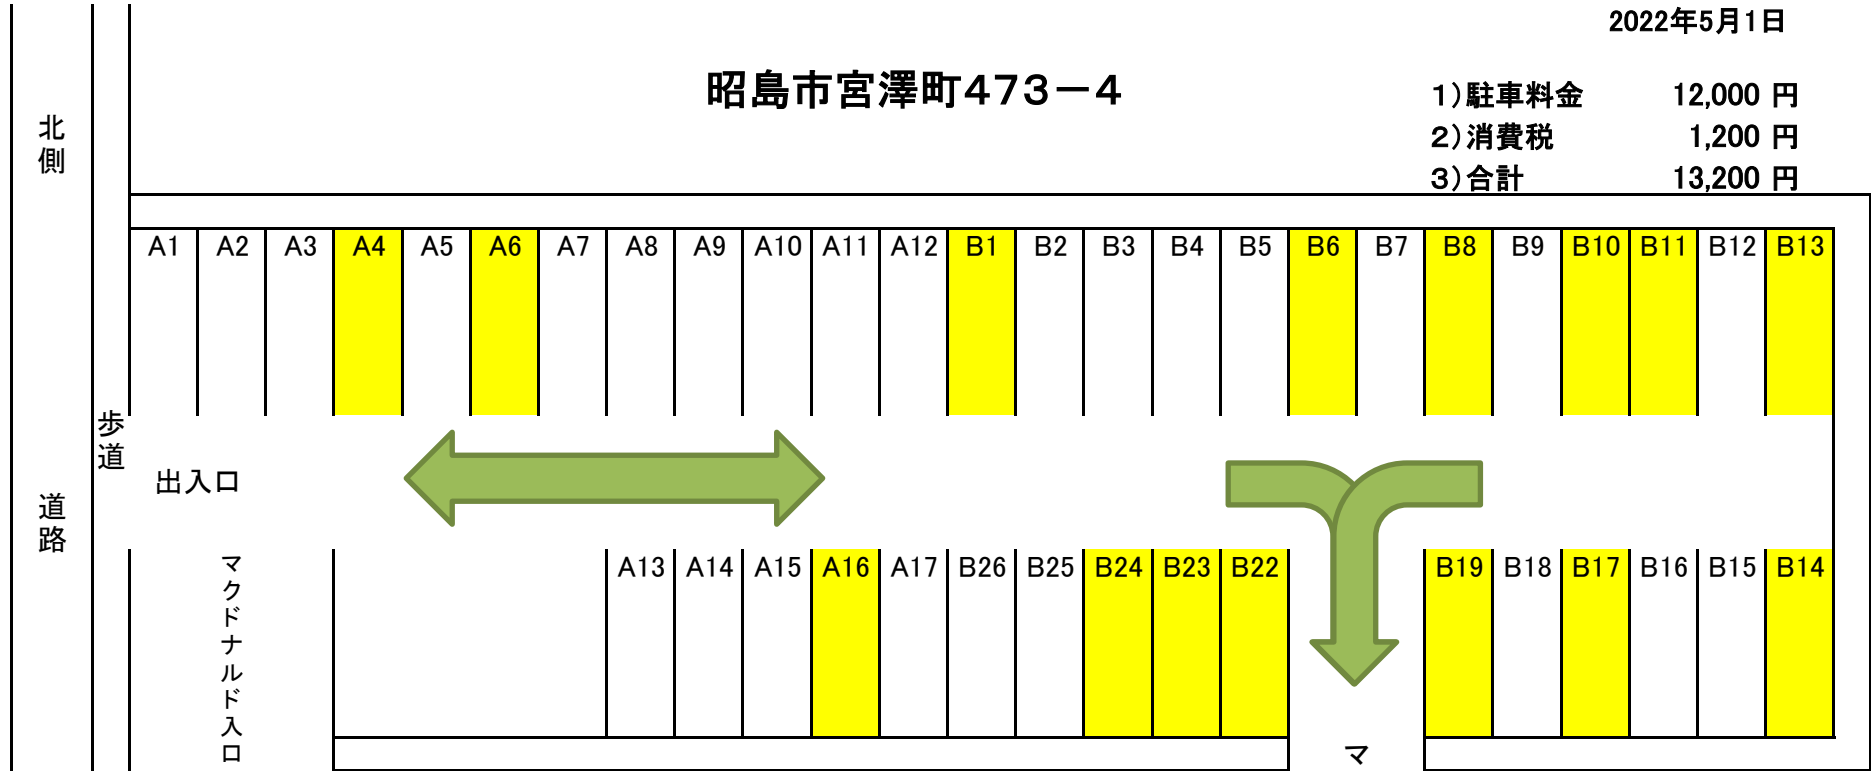 2022年5月1日
昭島市宮澤町473－4
1)駐車料金 12,000 円
2)消費税 1,200 円
3)合計 13,200 円
北側
道路
歩道
A1 A2 A3 A4 A5 A6 A7 A8 A9 A10 A11 A12 B1 B2 B3 B4 B5 B6 B7 B8 B9 B10 B11 B12 B13
出入口
A13 A14 A15 A16 A17 B26 B25 B24 B23 B22 B19 B18 B17 B16 B15 B14
マクドナルド入口
マ